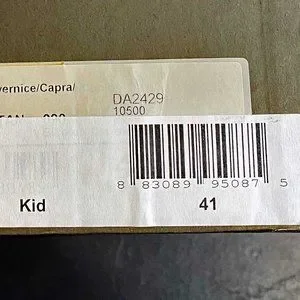 vernice/Capra/
DA2429
10500
8 83089 95087 5
Kid 41